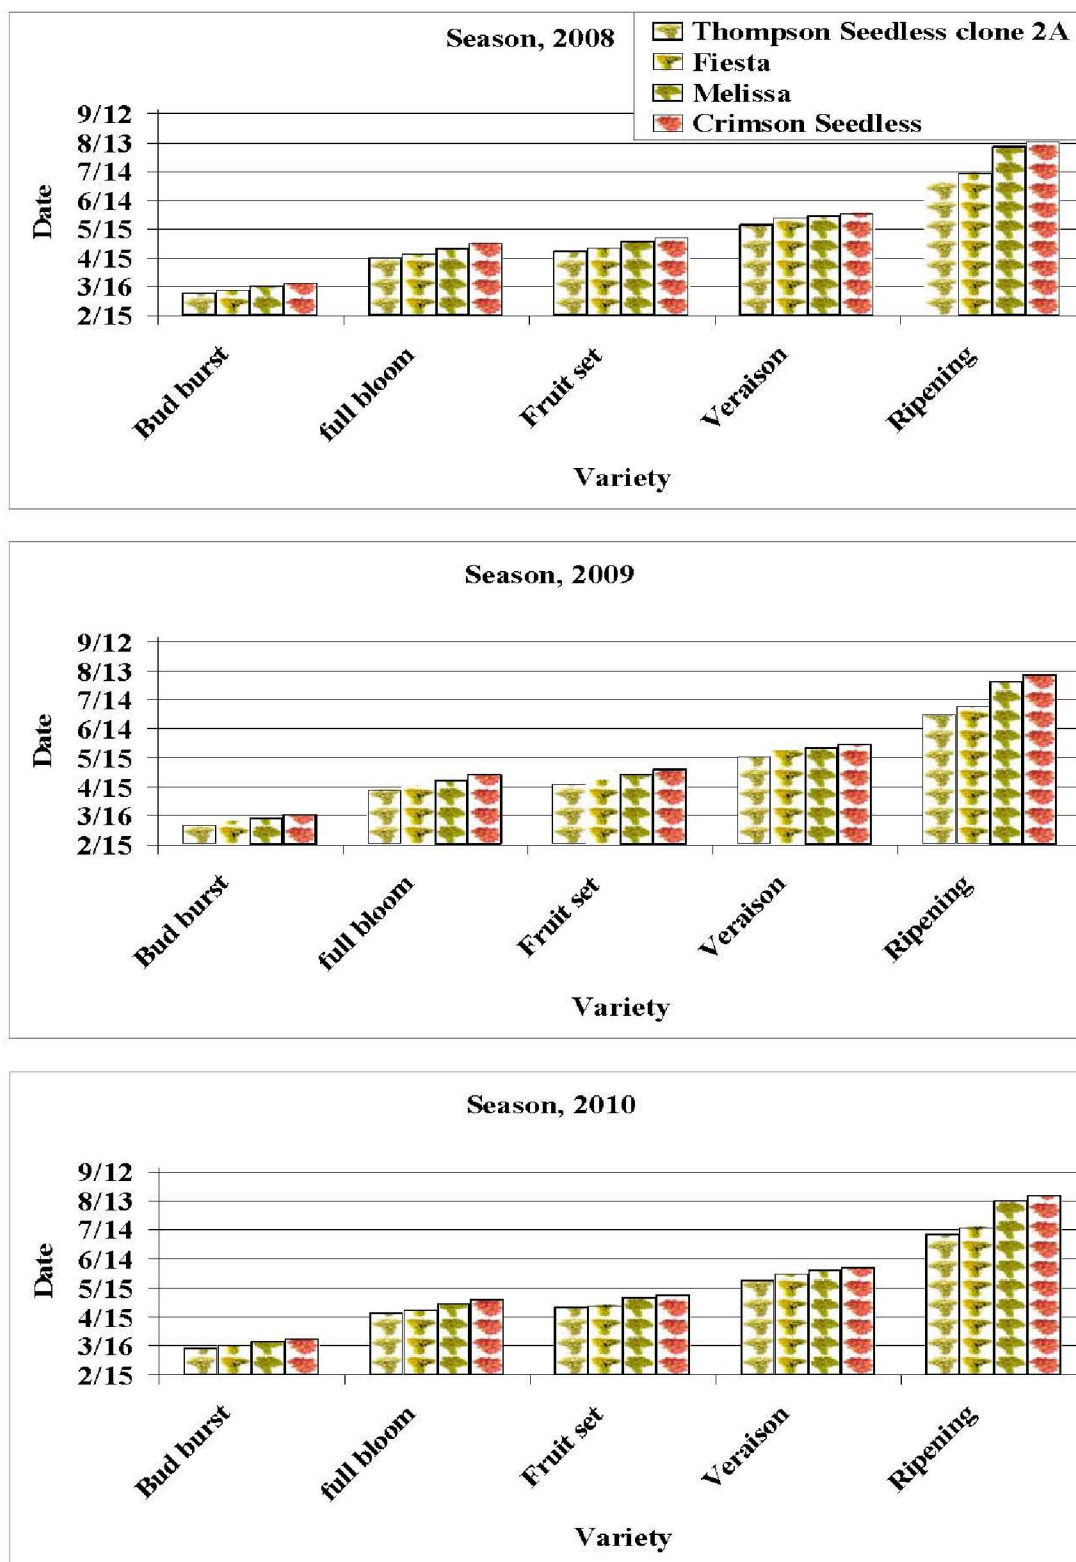 Season, 2008
Thompson Seedless clone 2A
Fiesta
Melissa
Crimson Seedless
9/12
8/13
7/14
6/14
5/15
4/15
3/16
2/15
Date
Bud burst
full bloom
Fruit set
Veraison
Ripening
Variety
Season, 2009
9/12
8/13
7/14
6/14
5/15
4/15
3/16
2/15
Date
Bud burst
full bloom
Fruit set
Veraison
Ripening
Variety
Season, 2010
9/12
8/13
7/14
6/14
5/15
4/15
3/16
2/15
Date
Bud burst
full bloom
Fruit set
Veraison
Ripening
Variety